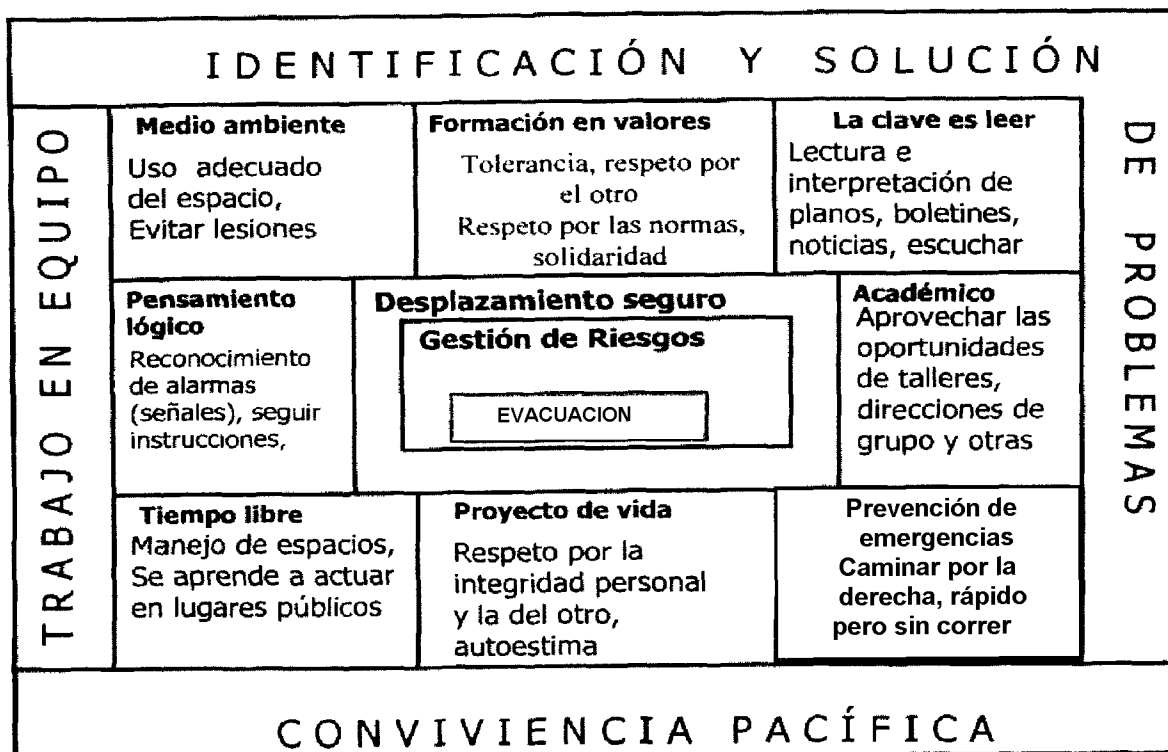 IDENTIFICACIÓN Y SOLUCIÓN
DE PROBLEMAS
TRABAJO EN EQUIPO
Medio ambiente
Uso adecuado
del espacio,
Evitar lesiones
Formación en valores
Tolerancia, respeto por
el otro
Respeto por las normas,
solidaridad
La clave es leer
Lectura e
interpretación de
planos, boletines,
noticias, escuchar
Pensamiento
lógico
Reconocimiento
de alarmas
(señales), seguir
instrucciones,
Desplazamiento seguro
Gestión de Riesgos
EVACUACION
Académico
Aprovechar las
oportunidades
de talleres,
direcciones de
grupo y otras
Tiempo libre
Manejo de espacios,
Se aprende a actuar
en lugares públicos
Proyecto de vida
Respeto por la
integridad personal
y la del otro,
autoestima
Prevención de
emergencias
Caminar por la
derecha, rápido
pero sin correr
CONVIVIENCIA PACÍFICA